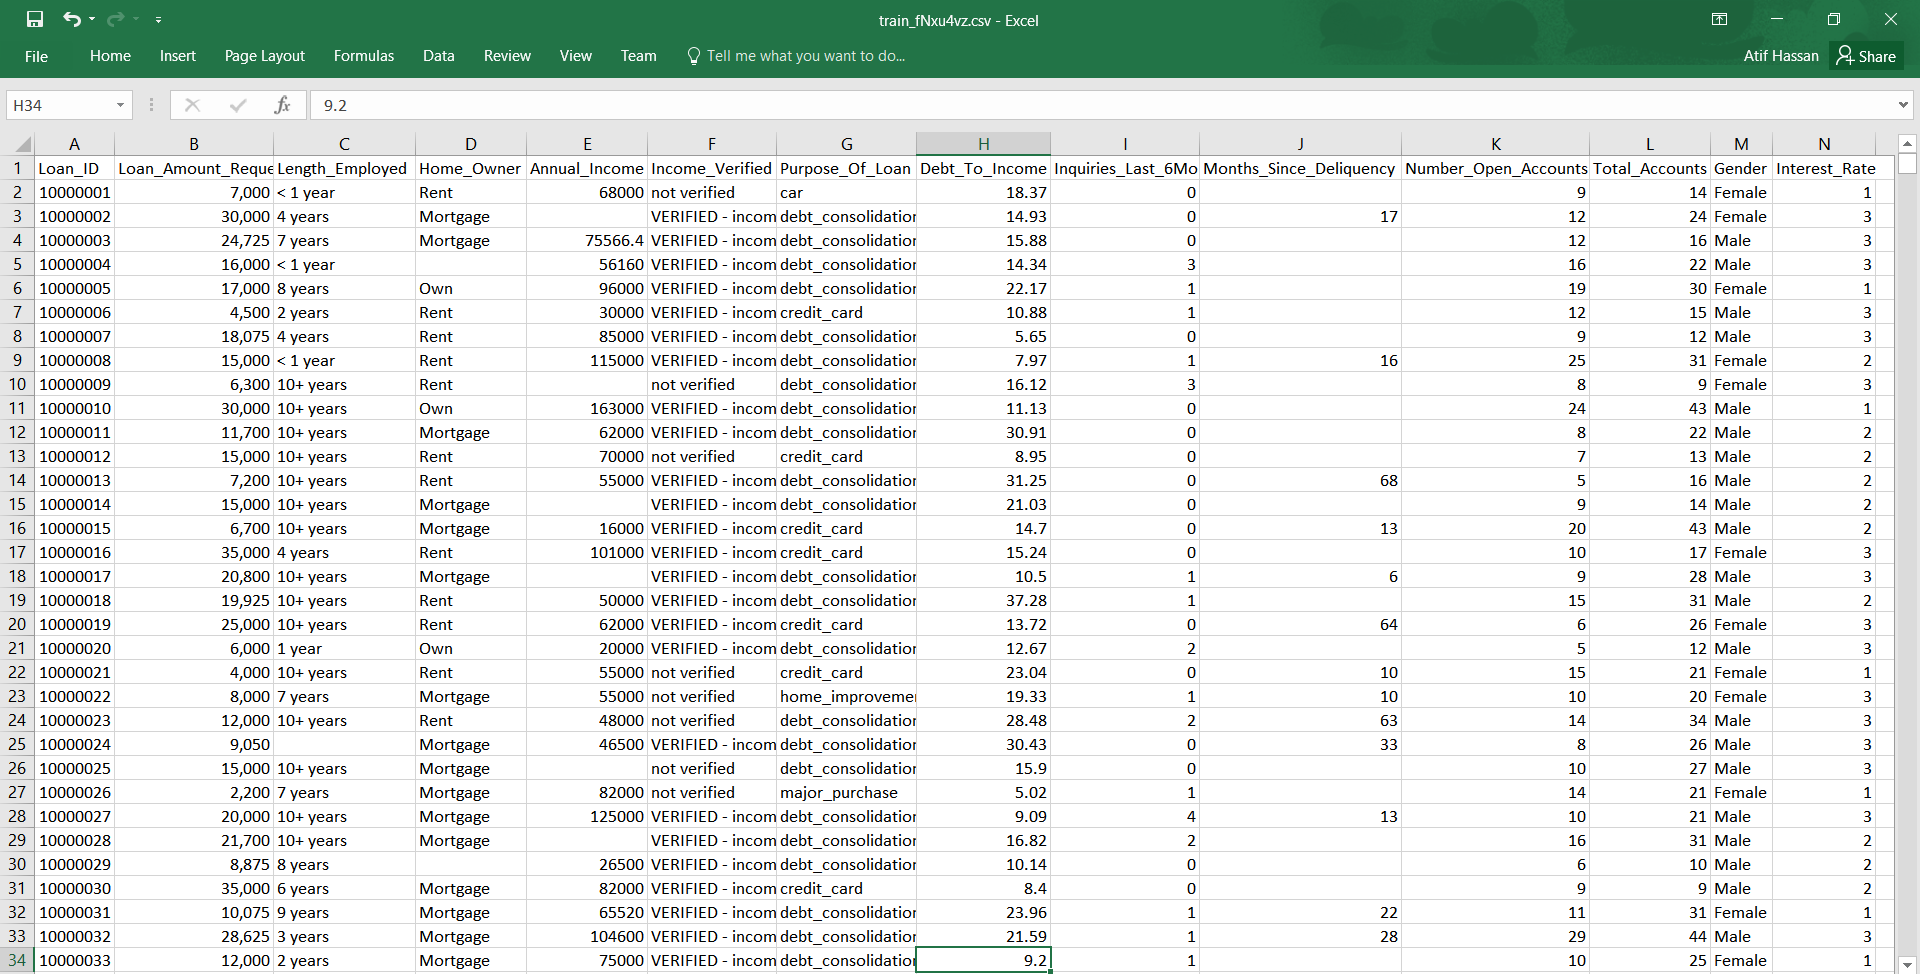 train_fNxu4vz.csv - Excel
File Home Insert Page Layout Formulas Data Review View Team Tell me what you want to do... Atif Hassan Share
H34 fx 9.2
A B C D E F G H I J K L M N
1 Loan_ID Loan_Amount_Reque Length_Employed Home_Owner Annual_Income Income_Verified Purpose_Of_Loan Debt_To_Income Inquiries_Last_6Mo Months_Since_Deliquency Number_Open_Accounts Total_Accounts Gender Interest_Rate
2 10000001 7,000 < 1 year Rent 68000 not verified car 18.37 0 9 14 Female 1
3 10000002 30,000 4 years Mortgage VERIFIED - incom debt_consolidation 14.93 0 17 12 24 Female 3
4 10000003 24,725 7 years Mortgage 75566.4 VERIFIED - incom debt_consolidation 15.88 0 12 16 Male 3
5 10000004 16,000 < 1 year 56160 VERIFIED - incom debt_consolidation 14.34 3 16 22 Male 3
6 10000005 17,000 8 years Own 96000 VERIFIED - incom debt_consolidation 22.17 1 19 30 Female 1
7 10000006 4,500 2 years Rent 30000 VERIFIED - incom credit_card 10.88 1 12 15 Male 3
8 10000007 18,075 4 years Rent 85000 VERIFIED - incom debt_consolidation 5.65 0 9 12 Male 3
9 10000008 15,000 < 1 year Rent 115000 VERIFIED - incom debt_consolidation 7.97 1 16 25 31 Female 2
10 10000009 6,300 10+ years Rent not verified debt_consolidation 16.12 3 8 9 Female 3
11 10000010 30,000 10+ years Own 163000 VERIFIED - incom debt_consolidation 11.13 0 24 43 Male 1
12 10000011 11,700 10+ years Mortgage 62000 VERIFIED - incom debt_consolidation 30.91 0 8 22 Male 2
13 10000012 15,000 10+ years Rent 70000 not verified credit_card 8.95 0 7 13 Male 2
14 10000013 7,200 10+ years Rent 55000 VERIFIED - incom debt_consolidation 31.25 0 68 5 16 Male 2
15 10000014 15,000 10+ years Mortgage VERIFIED - incom debt_consolidation 21.03 0 9 14 Male 2
16 10000015 6,700 10+ years Mortgage 16000 VERIFIED - incom credit_card 14.7 0 13 20 43 Male 2
17 10000016 35,000 4 years Rent 101000 VERIFIED - incom credit_card 15.24 0 10 17 Female 3
18 10000017 20,800 10+ years Mortgage VERIFIED - incom debt_consolidation 10.5 1 6 9 28 Male 3
19 10000018 19,925 10+ years Rent 50000 VERIFIED - incom debt_consolidation 37.28 1 15 31 Male 2
20 10000019 25,000 10+ years Rent 62000 VERIFIED - incom credit_card 13.72 0 64 6 26 Female 3
21 10000020 6,000 1 year Own 20000 VERIFIED - incom debt_consolidation 12.67 2 5 12 Male 3
22 10000021 4,000 10+ years Rent 55000 not verified credit_card 23.04 0 10 15 21 Female 1
23 10000022 8,000 7 years Mortgage 55000 not verified home_improvemen 19.33 1 10 10 20 Female 3
24 10000023 12,000 10+ years Rent 48000 not verified debt_consolidation 28.48 2 63 14 34 Male 3
25 10000024 9,050 Mortgage 46500 VERIFIED - incom debt_consolidation 30.43 0 33 8 26 Male 3
26 10000025 15,000 10+ years Mortgage not verified debt_consolidation 15.9 0 10 27 Male 3
27 10000026 2,200 7 years Mortgage 82000 not verified major_purchase 5.02 1 14 21 Female 1
28 10000027 20,000 10+ years Mortgage 125000 VERIFIED - incom debt_consolidation 9.09 4 13 10 21 Male 3
29 10000028 21,700 10+ years Mortgage VERIFIED - incom debt_consolidation 16.82 2 16 31 Male 2
30 10000029 8,875 8 years 26500 VERIFIED - incom debt_consolidation 10.14 0 6 10 Male 2
31 10000030 35,000 6 years Mortgage 82000 VERIFIED - incom credit_card 8.4 0 9 9 Male 2
32 10000031 10,075 9 years Mortgage 65520 VERIFIED - incom debt_consolidation 23.96 1 22 11 31 Female 1
33 10000032 28,625 3 years Mortgage 104600 VERIFIED - incom debt_consolidation 21.59 1 28 29 44 Male 3
34 10000033 12,000 2 years Mortgage 75000 VERIFIED - incom debt_consolidation 9.2 1 10 25 Female 1